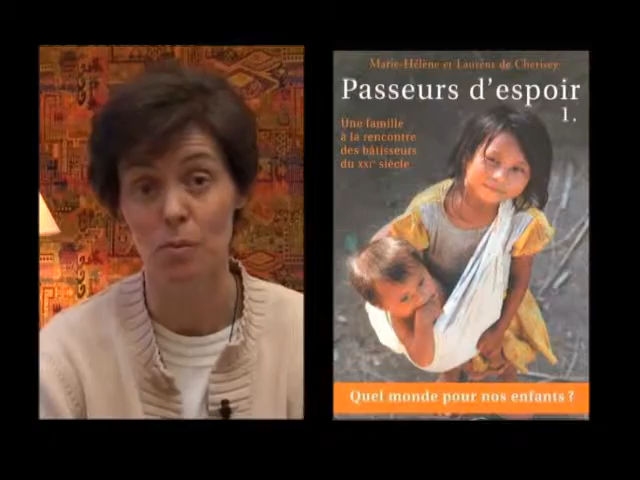 Marie-Hélène et Laurent de Cherisey
Passeurs d'espoir
1.
Une famille
à la rencontre
des bâtisseurs
du XXIe siècle
Quel monde pour nos enfants ?